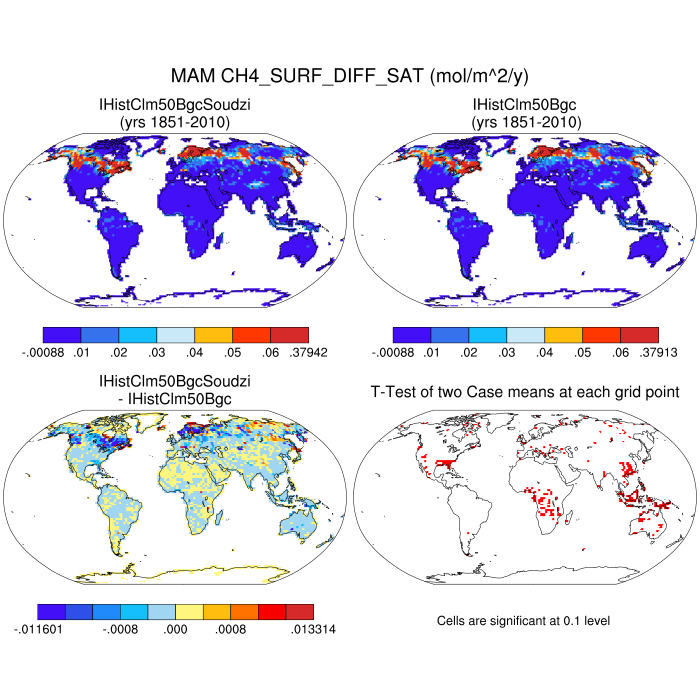 MAM CH4_SURF_DIFF_SAT (mol/m^2/y)
IHistClm50BgcSoudzi
(yrs 1851-2010)
IHistClm50Bgc
(yrs 1851-2010)
-.00088 .01 .02 .03 .04 .05 .06 .37942
-.00088 .01 .02 .03 .04 .05 .06 .37913
IHistClm50BgcSoudzi
- IHistClm50Bgc
T-Test of two Case means at each grid point
-.011601 -.0008 .000 .0008 .013314
Cells are significant at 0.1 level